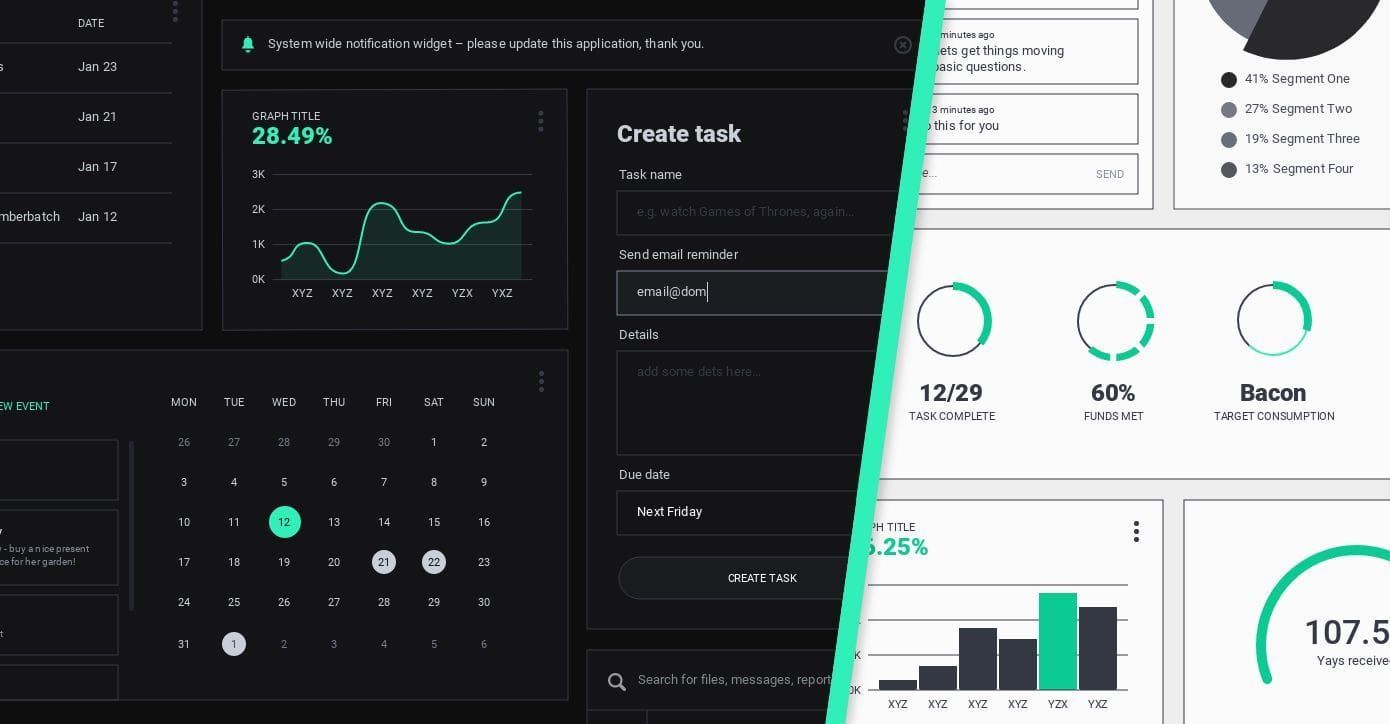 DATE
Jan 23
Jan 21
Jan 17
Jan 12
System wide notification widget – please update this application, thank you.
GRAPH TITLE
28.49%
3K
2K
1K
0K
XYZ XYZ XYZ XYZ YZX YXZ
Create task
Task name
e.g. watch Games of Thrones, again...
Send email reminder
email@dom
Details
add some dets here...
Due date
Next Friday
CREATE TASK
Search for files, messages, report
EVENT
- buy a nice present
for her garden!
MON TUE WED THU FRI SAT SUN
26 27 28 29 30 1 2
3 4 5 6 7 8 9
10 11 12 13 14 15 16
17 18 19 20 21 22 23
24 25 26 27 28 29 30
31 1 2 3 4 5 6
minutes ago
get things moving
basic questions.
3 minutes ago
this for you
SEND
41% Segment One
27% Segment Two
19% Segment Three
13% Segment Four
12/29
TASK COMPLETE
60%
FUNDS MET
Bacon
TARGET CONSUMPTION
TITLE
6.25%
K
0K
XYZ XYZ XYZ XYZ YZX YXZ
107.5
Yays receive